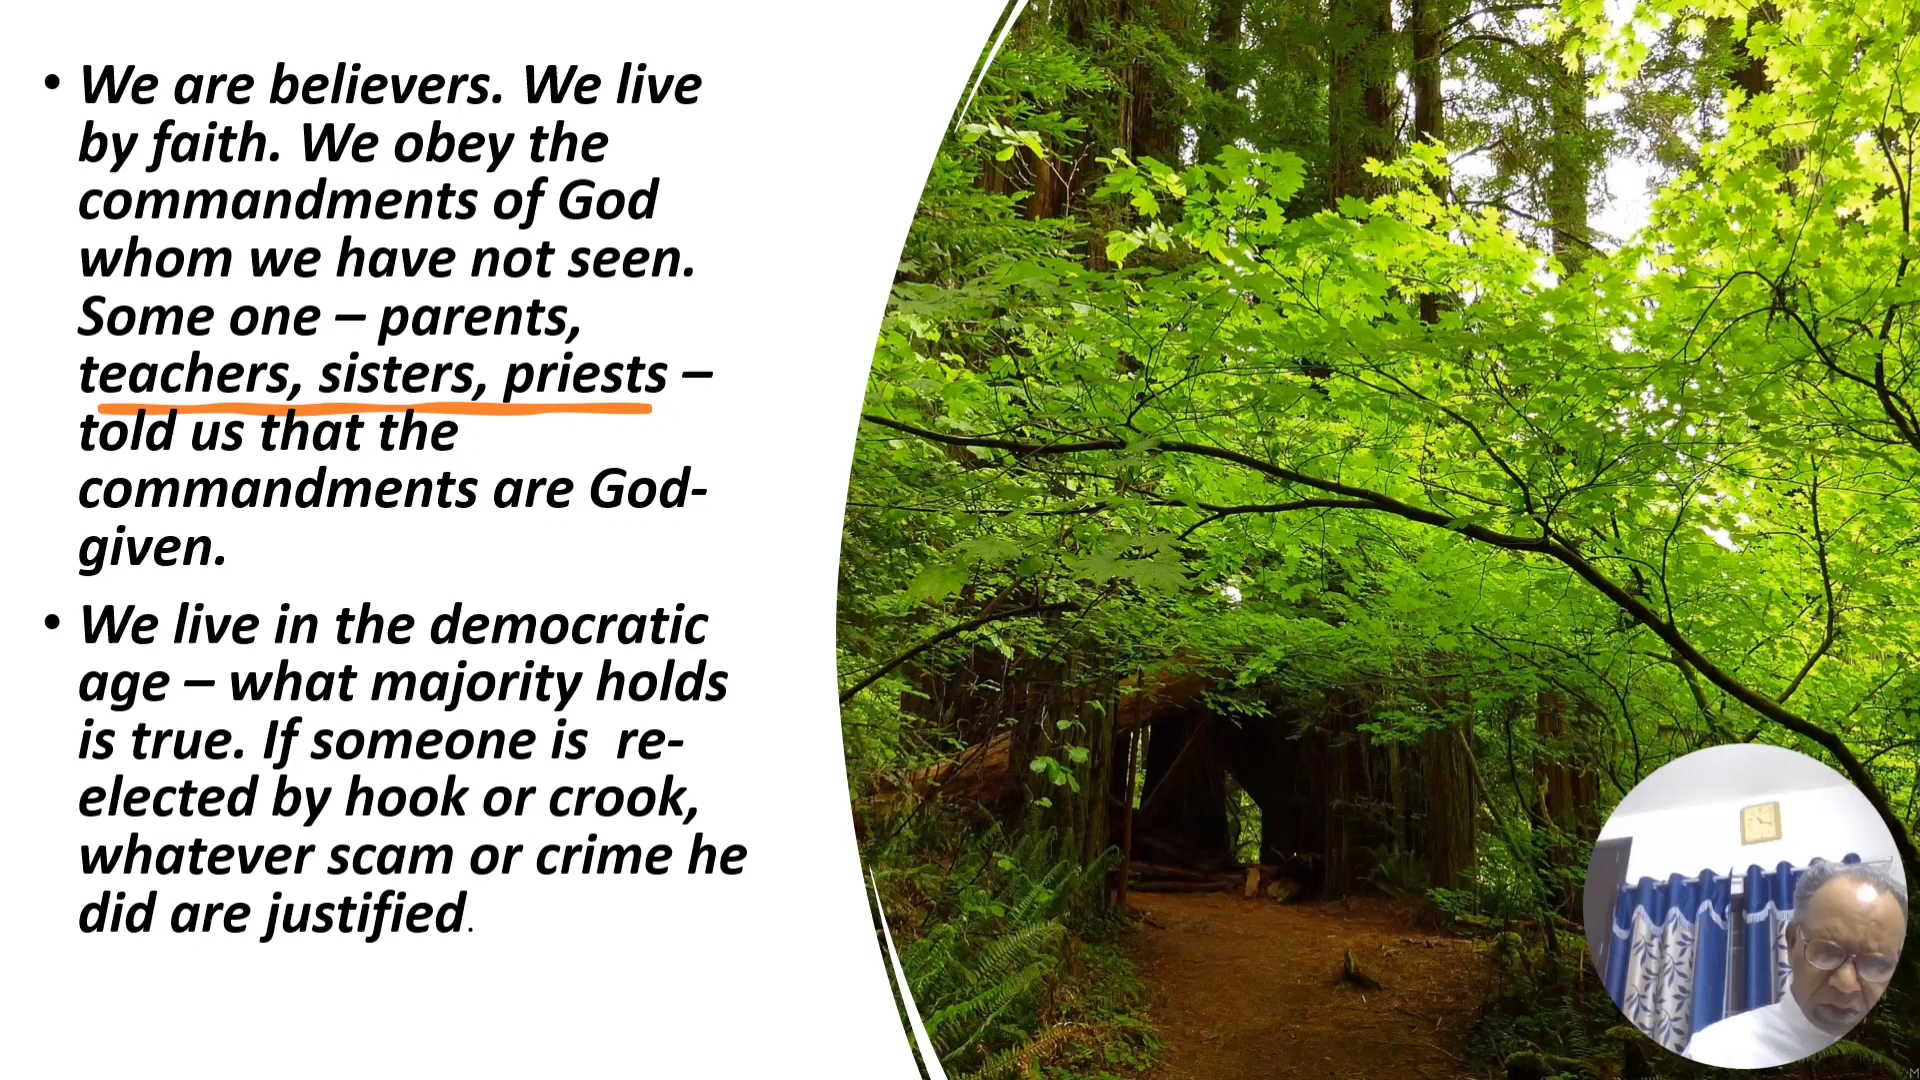 • We are believers. We live
by faith. We obey the
commandments of God
whom we have not seen.
Some one – parents,
teachers, sisters, priests –
told us that the
commandments are God-
given.
• We live in the democratic
age – what majority holds
is true. If someone is  re-
elected by hook or crook,
whatever scam or crime he
did are justified.
M